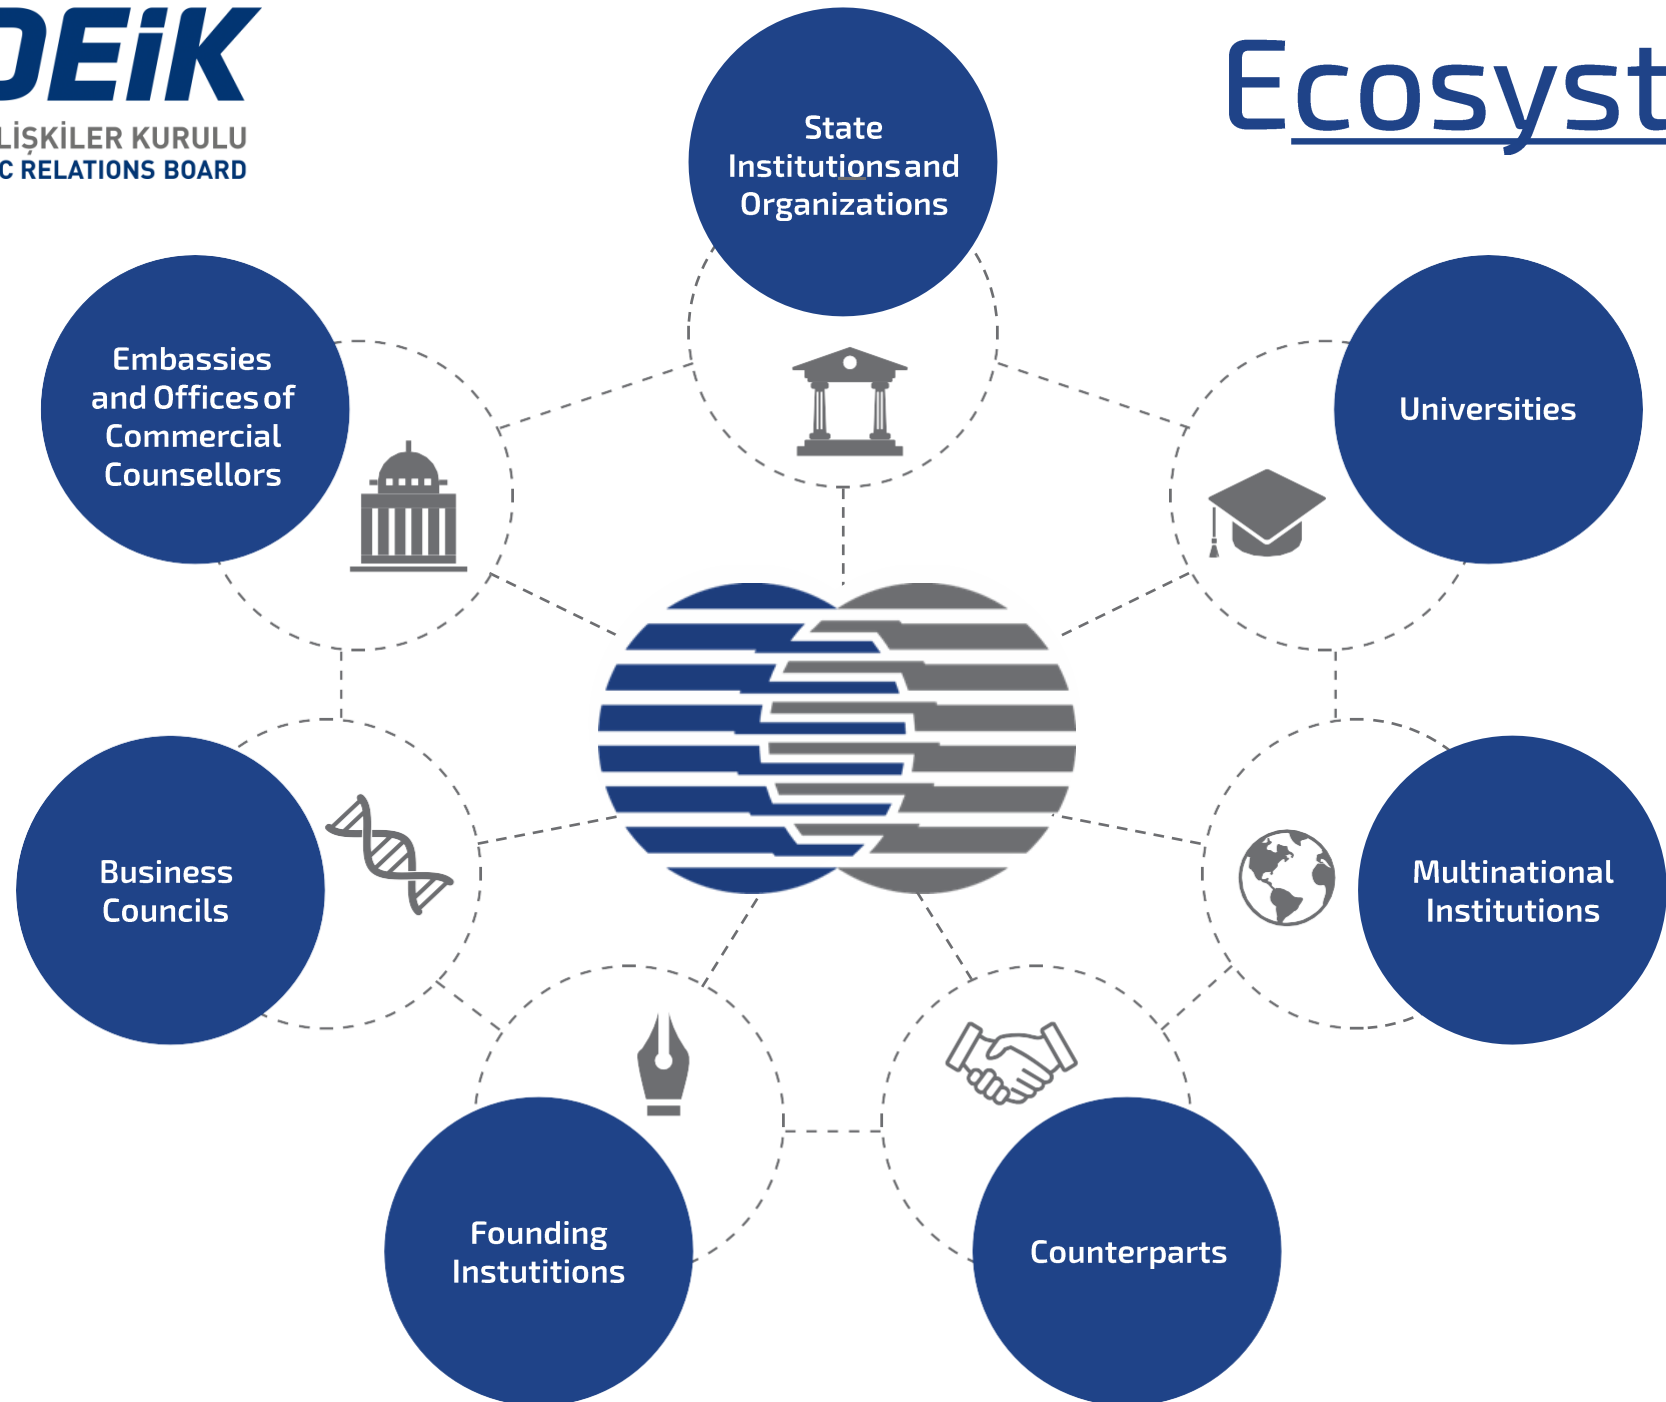 DEİK
LİŞKİLER KURULU
C RELATIONS BOARD
Ecosyst
State
Institutions and
Organizations
Embassies
and Offices of
Commercial
Counsellors
Universities
Business
Councils
Multinational
Institutions
Founding
Instutitions
Counterparts